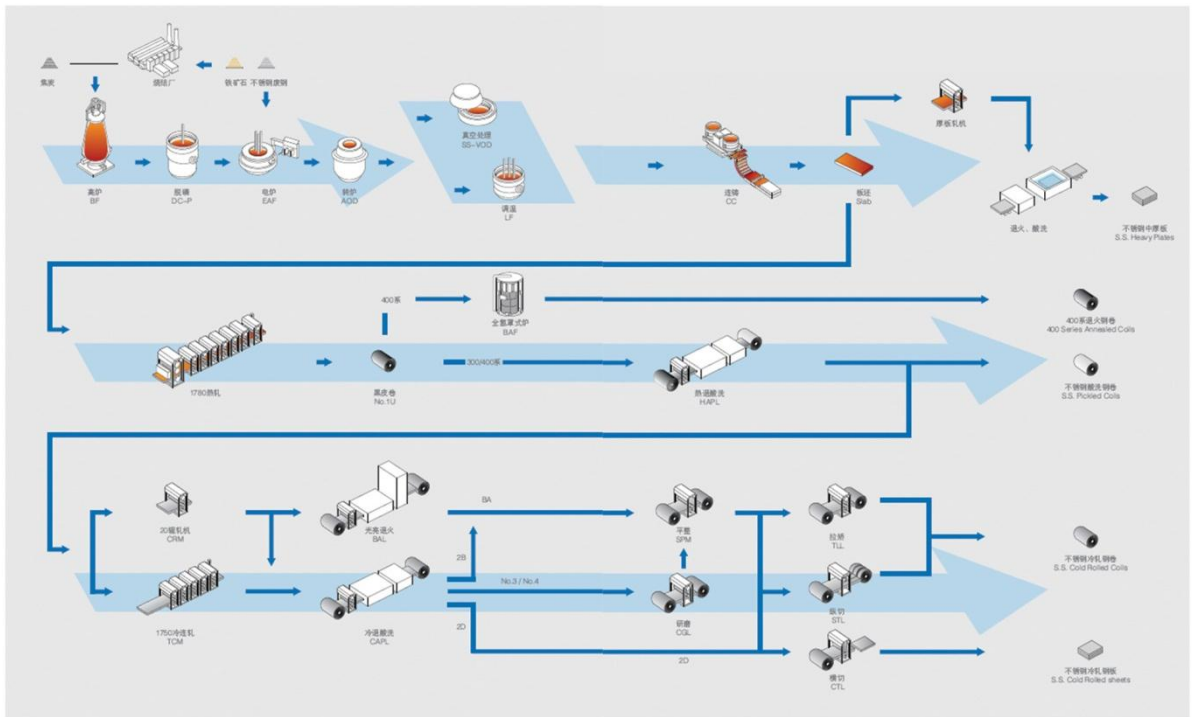 焦炭
烧结厂
铁矿石
不锈钢废钢
高炉
BF
脱磷
DC-P
电炉
EAF
转炉
AOD
真空处理
SS-VOD
调温
LF
连铸
CC
板坯
Slab
厚板轧机
退火、酸洗
不锈钢中厚板
S.S. Heavy Plates
400系
全氢罩式炉
BAF
400系退火钢卷
400 Series Annealed Coils
1780热轧
黑皮卷
No.1U
300/400系
热退酸洗
HAPL
不锈钢酸洗钢卷
S.S. Pickled Coils
20辊轧机
CRM
光亮退火
BAL
BA
平整
SPM
拉矫
TLL
不锈钢冷轧钢卷
S.S. Cold Rolled Coils
2B
1750冷连轧
TCM
冷退酸洗
CAPL
No.3 / No.4
研磨
CGL
纵切
STL
2D
2D
横切
CTL
不锈钢冷轧钢板
S.S. Cold Rolled sheets